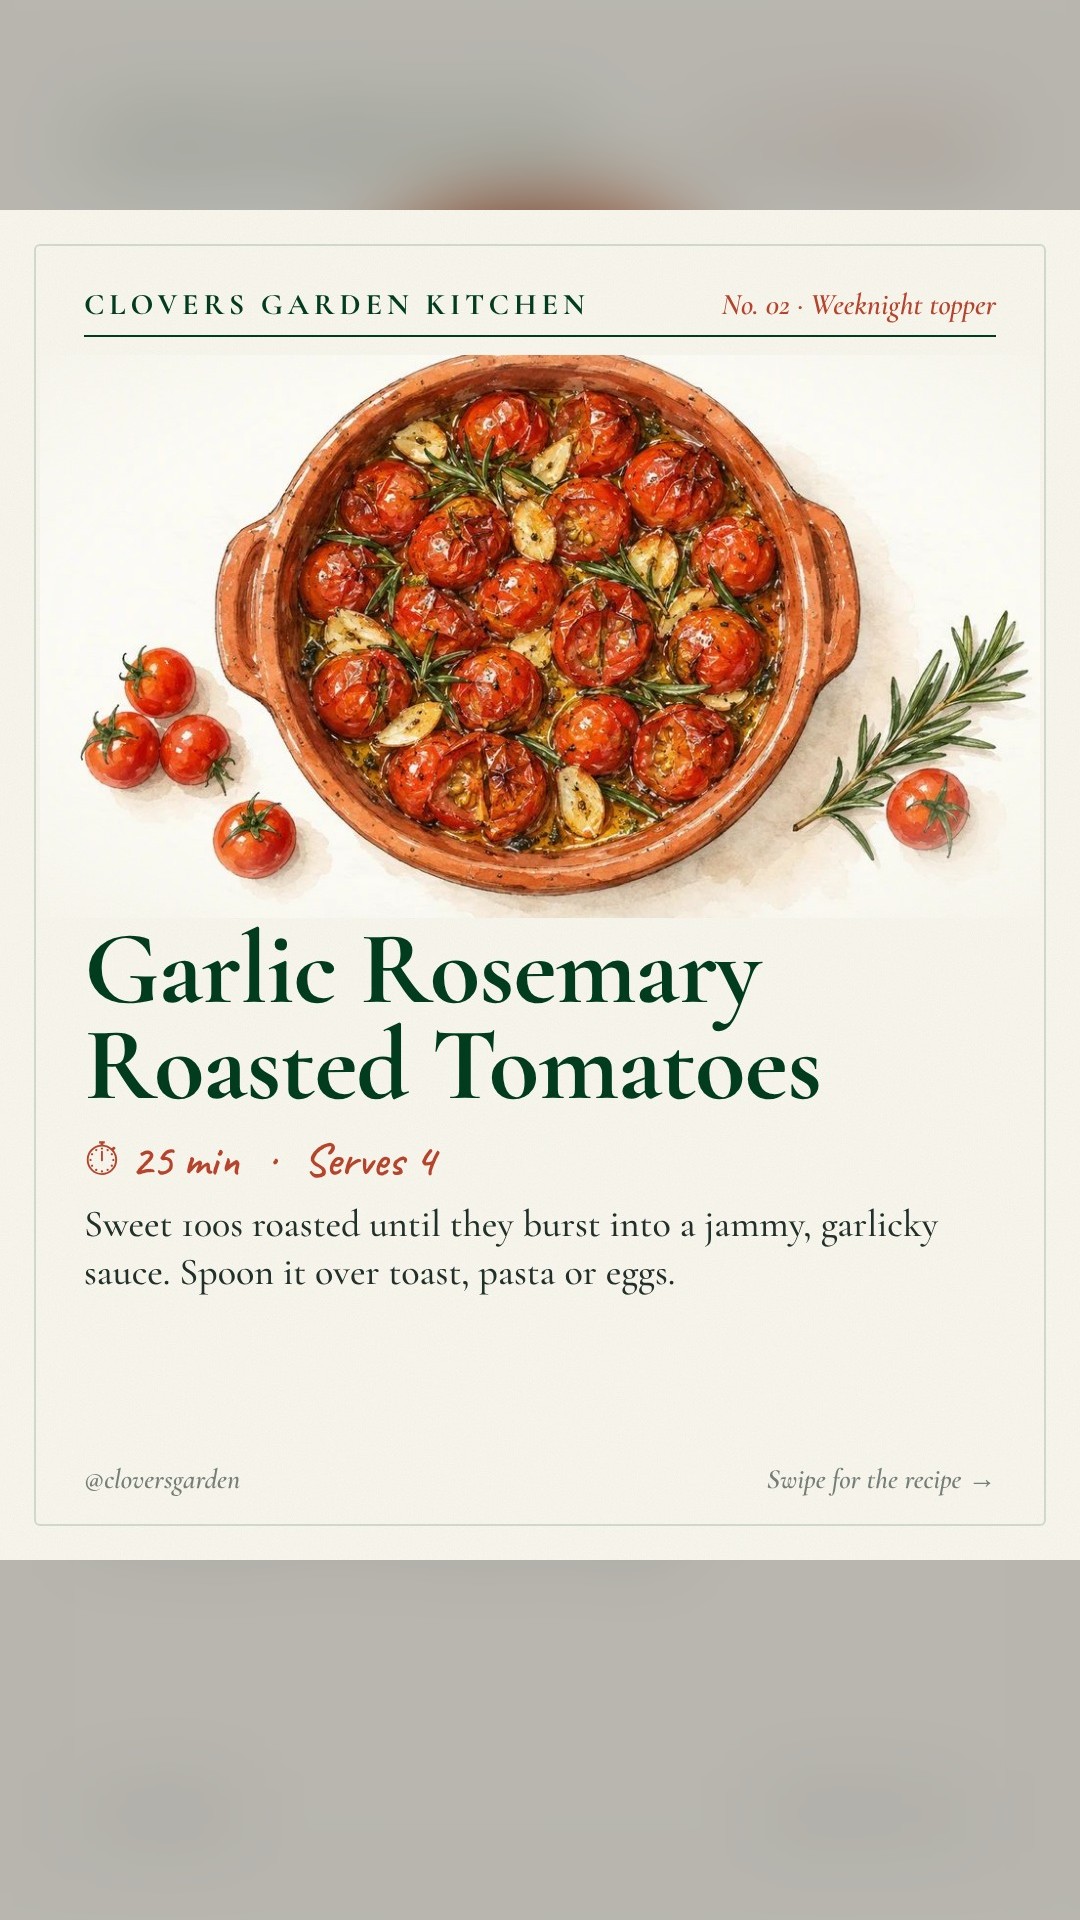 CLOVERS GARDEN KITCHEN
No. 02 · Weeknight topper
Garlic Rosemary
Roasted Tomatoes
⏱ 25 min · Serves 4
Sweet 100s roasted until they burst into a jammy, garlicky
sauce. Spoon it over toast, pasta or eggs.
@cloversgarden
Swipe for the recipe →